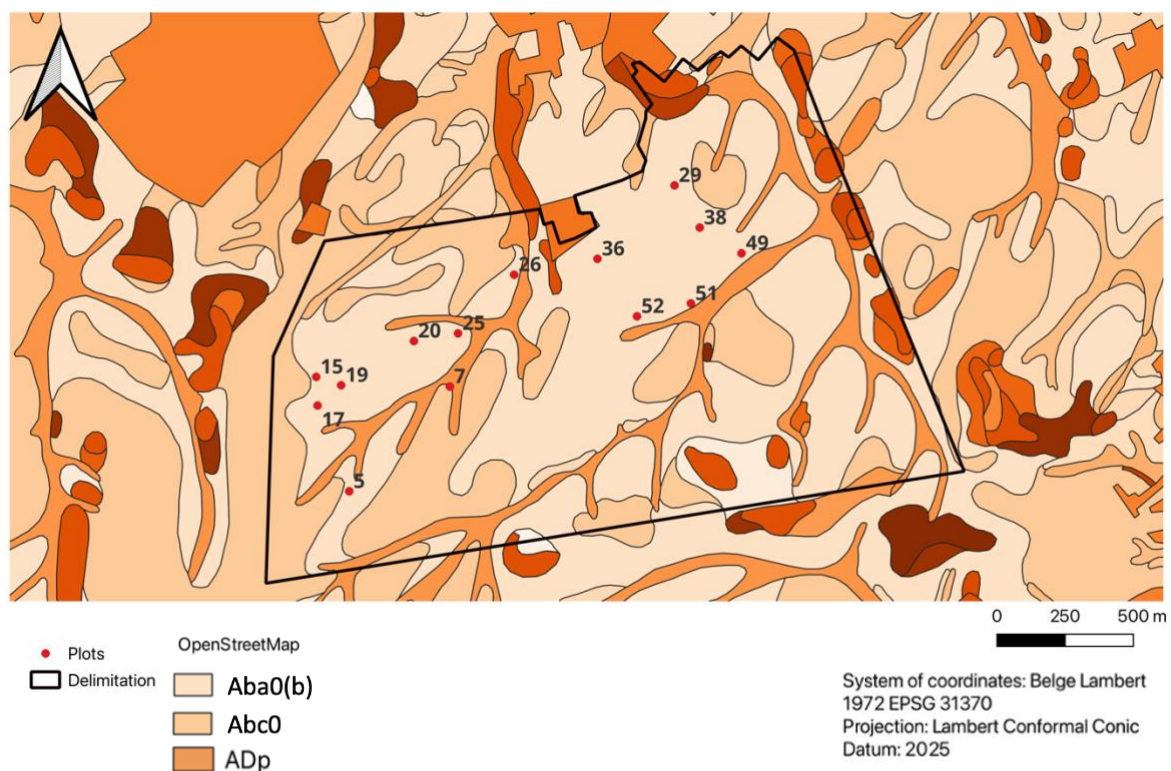 29
38
49
36
26
51
52
25
20
15
19
7
17
5
0 250 500 m
Plots
OpenStreetMap
Delimitation
Aba0(b)
Abc0
ADp
System of coordinates: Belge Lambert
1972 EPSG 31370
Projection: Lambert Conformal Conic
Datum: 2025